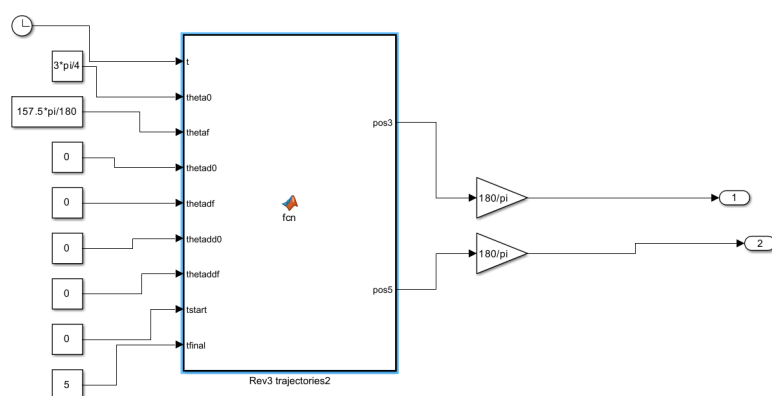 t
3*pi/4
theta0
157.5*pi/180
thetaf
pos3
0
thetad0
180/pi
1
0
thetadf
fcn
0
thetadd0
180/pi
2
0
thetaddf
pos5
0
tstart
5
tfinal
Rev3 trajectories2